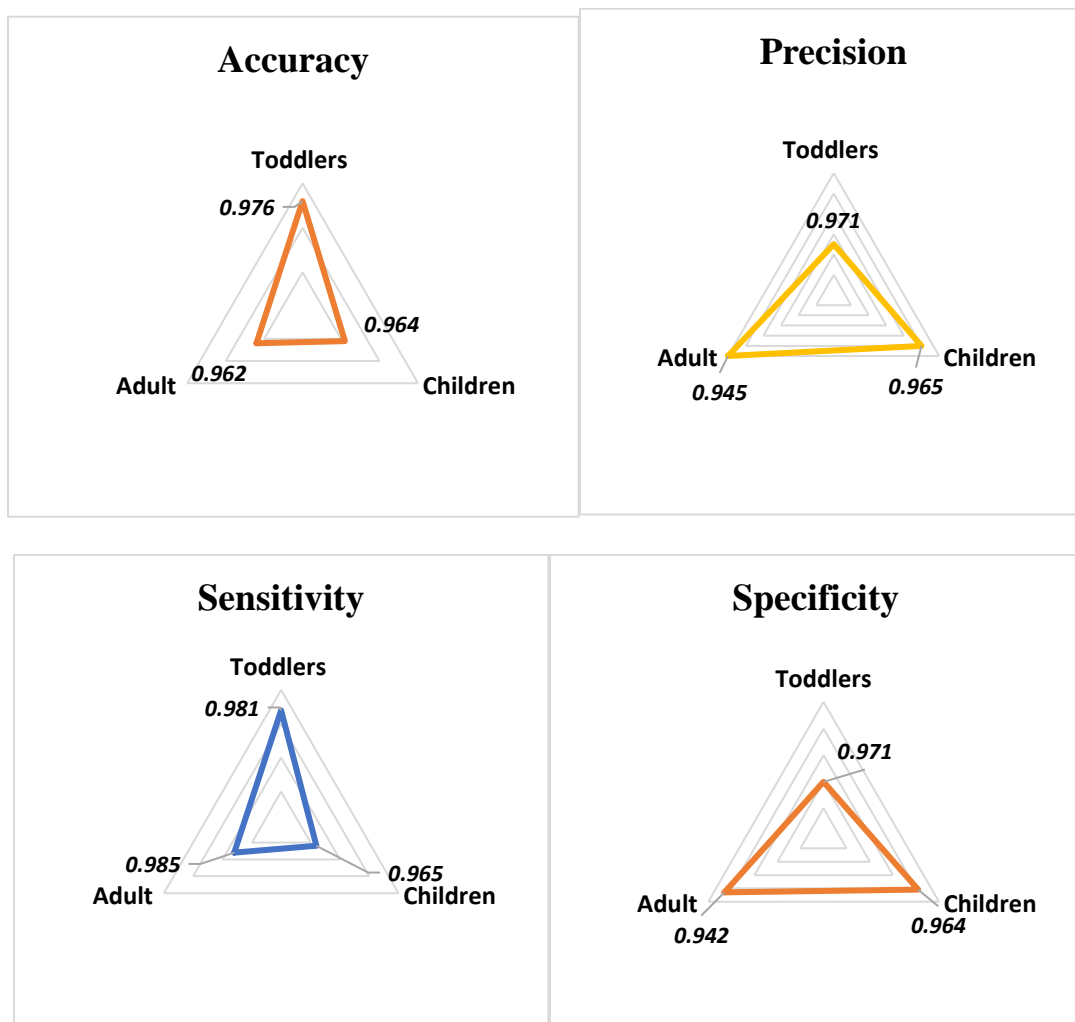 Accuracy
Toddlers
0.976
0.964
0.962
Adult
Children
Precision
Toddlers
0.971
Adult
Children
0.945
0.965
Sensitivity
Toddlers
0.981
0.985
0.965
Adult
Children
Specificity
Toddlers
0.971
Adult
Children
0.942
0.964